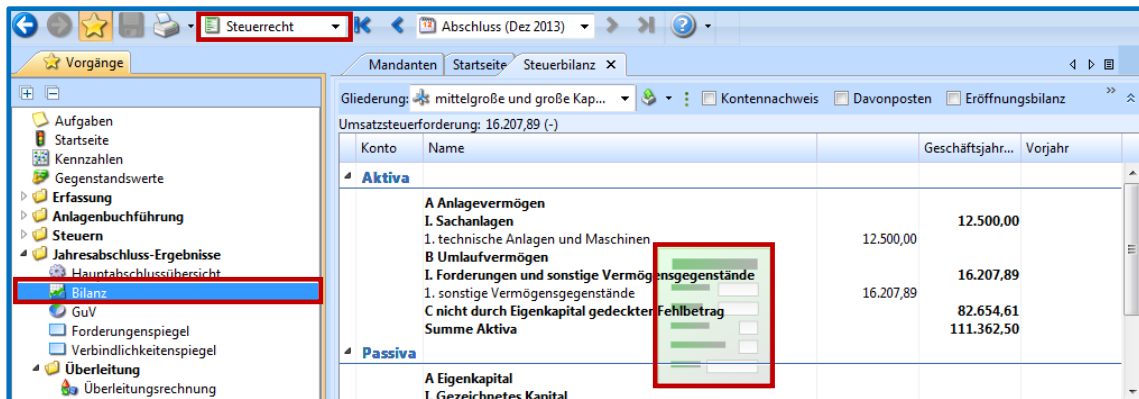 Steuerrecht
Abschluss (Dez 2013)
Vorgänge
Mandanten
Startseite
Steuerbilanz
Gliederung:
mittelgroße und große Kap...
Kontennachweis
Davonposten
Eröffnungsbilanz
Umsatzsteuerforderung: 16.207,89 (-)
Aufgaben
Startseite
Kennzahlen
Gegenstandswerte
Erfassung
Anlagenbuchführung
Steuern
Jahresabschluss-Ergebnisse
Hauptabschlussübersicht
Bilanz
GuV
Forderungenspiegel
Verbindlichkeitenspiegel
Überleitung
Überleitungsrechnung
Konto Name Geschäftsjahr... Vorjahr
Aktiva
A Anlagevermögen
I. Sachanlagen 12.500,00
1. technische Anlagen und Maschinen 12.500,00
B Umlaufvermögen
I. Forderungen und sonstige Vermögensgegenstände 16.207,89
1. sonstige Vermögensgegenstände 16.207,89
C nicht durch Eigenkapital gedeckter Fehlbetrag 82.654,61
Summe Aktiva 111.362,50
Passiva
A Eigenkapital
I. Gezeichnetes Kapital